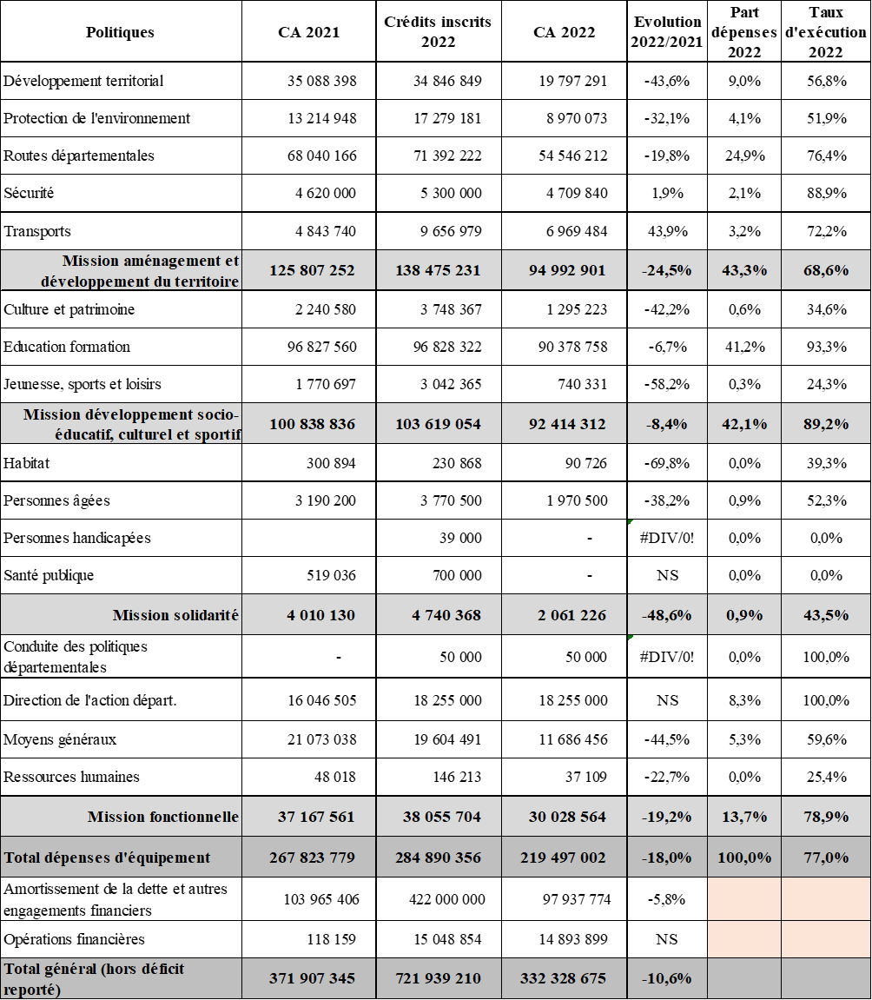 Politiques CA 2021 Crédits inscrits 2022 CA 2022 Evolution 2022/2021 Part dépenses 2022 Taux d'exécution 2022
Développement territorial 35 088 398 34 846 849 19 797 291 -43,6% 9,0% 56,8%
Protection de l'environnement 13 214 948 17 279 181 8 970 073 -32,1% 4,1% 51,9%
Routes départementales 68 040 166 71 392 222 54 546 212 -19,8% 24,9% 76,4%
Sécurité 4 620 000 5 300 000 4 709 840 1,9% 2,1% 88,9%
Transports 4 843 740 9 656 979 6 969 484 43,9% 3,2% 72,2%
Mission aménagement et
développement du territoire 125 807 252 138 475 231 94 992 901 -24,5% 43,3% 68,6%
Culture et patrimoine 2 240 580 3 748 367 1 295 223 -42,2% 0,6% 34,6%
Education formation 96 827 560 96 828 322 90 378 758 -6,7% 41,2% 93,3%
Jeunesse, sports et loisirs 1 770 697 3 042 365 740 331 -58,2% 0,3% 24,3%
Mission développement socio-
éducatif, culturel et sportif 100 838 836 103 619 054 92 414 312 -8,4% 42,1% 89,2%
Habitat 300 894 230 868 90 726 -69,8% 0,0% 39,3%
Personnes âgées 3 190 200 3 770 500 1 970 500 -38,2% 0,9% 52,3%
Personnes handicapées 39 000 - #DIV/0! 0,0% 0,0%
Santé publique 519 036 700 000 - NS 0,0% 0,0%
Mission solidarité 4 010 130 4 740 368 2 061 226 -48,6% 0,9% 43,5%
Conduite des politiques
départementales - 50 000 50 000 #DIV/0! 0,0% 100,0%
Direction de l'action départ. 16 046 505 18 255 000 18 255 000 NS 8,3% 100,0%
Moyens généraux 21 073 038 19 604 491 11 686 456 -44,5% 5,3% 59,6%
Ressources humaines 48 018 146 213 37 109 -22,7% 0,0% 25,4%
Mission fonctionnelle 37 167 561 38 055 704 30 028 564 -19,2% 13,7% 78,9%
Total dépenses d'équipement 267 823 779 284 890 356 219 497 002 -18,0% 100,0% 77,0%
Amortissement de la dette et autres
engagements financiers 103 965 406 422 000 000 97 937 774 -5,8%
Opérations financières 118 159 15 048 854 14 893 899 NS
Total général (hors déficit
reporté) 371 907 345 721 939 210 332 328 675 -10,6%